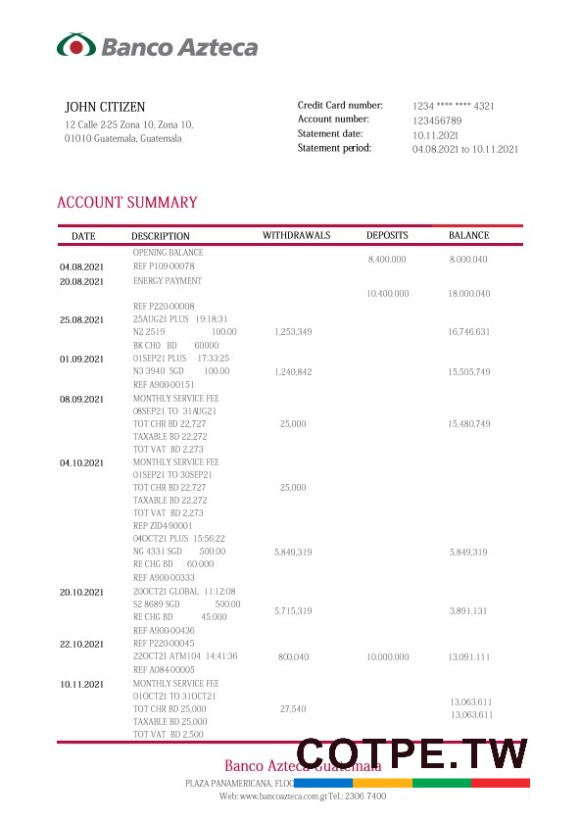 Banco Azteca
JOHN CITIZEN
12 Calle 2-25 Zona 10, Zona 10,
01010 Guatemala, Guatemala
Credit Card number: 1234 **** **** 4321
Account number: 123456789
Statement date: 10.11.2021
Statement period: 04.08.2021 to 10.11.2021
ACCOUNT SUMMARY
DATE DESCRIPTION WITHDRAWALS DEPOSITS BALANCE
OPENING BALANCE
8,400.000 8.000.040
04.08.2021 REF P109-00078
20.08.2021 ENERGY PAYMENT
10,400.000 18.000.040
REF P220-00008
25.08.2021 25AUG21 PLUS 19:18:31
N2 2519 100.00 1,253,349 16,746.631
BK CHO BD 60000
01.09.2021 01SEP21 PLUS 17:33:25
N3 3940 SGD 100.00 1.240,842 15,505,749
REF A900-00151
08.09.2021 MONTHLY SERVICE FEE
08SEP21 TO 31AUG21
TOT CHR BD 22,727 25,000 15,480,749
TAXABLE BD 22,272
TOT VAT BD 2,273
04.10.2021 MONTHLY SERVICE FEE
01SEP21 TO 30SEP21
TOT CHR BD 22,727 25,000
TAXABLE BD 22,272
TOT VAT BD 2,273
REP ZID4-90001
04OCT21 PLUS 15:56:22
NG 4331 SGD 500.00 5,849,319 5,849,319
RE CHG BD 60.000
REF A900-00333
20.10.2021 20OCT21 GLOBAL 11:12:08
S2 8689 SGD 500.00
5,715,319 3,891.131
RE CHG BD 45.000
REF A900-00436
22.10.2021 REF P220-00045
22OCT21 ATM104 14:41:36 800,040 10,000.000 13,091.111
REF A084-00005
10.11.2021 MONTHLY SERVICE FEE
01OCT21 TO 31OCT21 13,063.611
TOT CHR BD 25,000 27,540 13,063.611
TAXABLE BD 25,000
TOT VAT BD 2,500
Banco Azteca Guatemala
COTPE.TW
PLAZA PANAMERICANA,
Web: www.bancoazteca.com.gt Tel.: 2306 7400